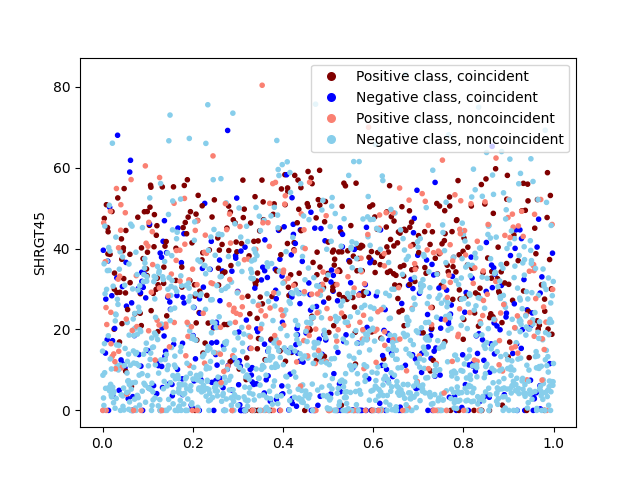 Positive class, coincident
Negative class, coincident
Positive class, noncoincident
Negative class, noncoincident
SHRGT45
80
60
40
20
0
0.0 0.2 0.4 0.6 0.8 1.0